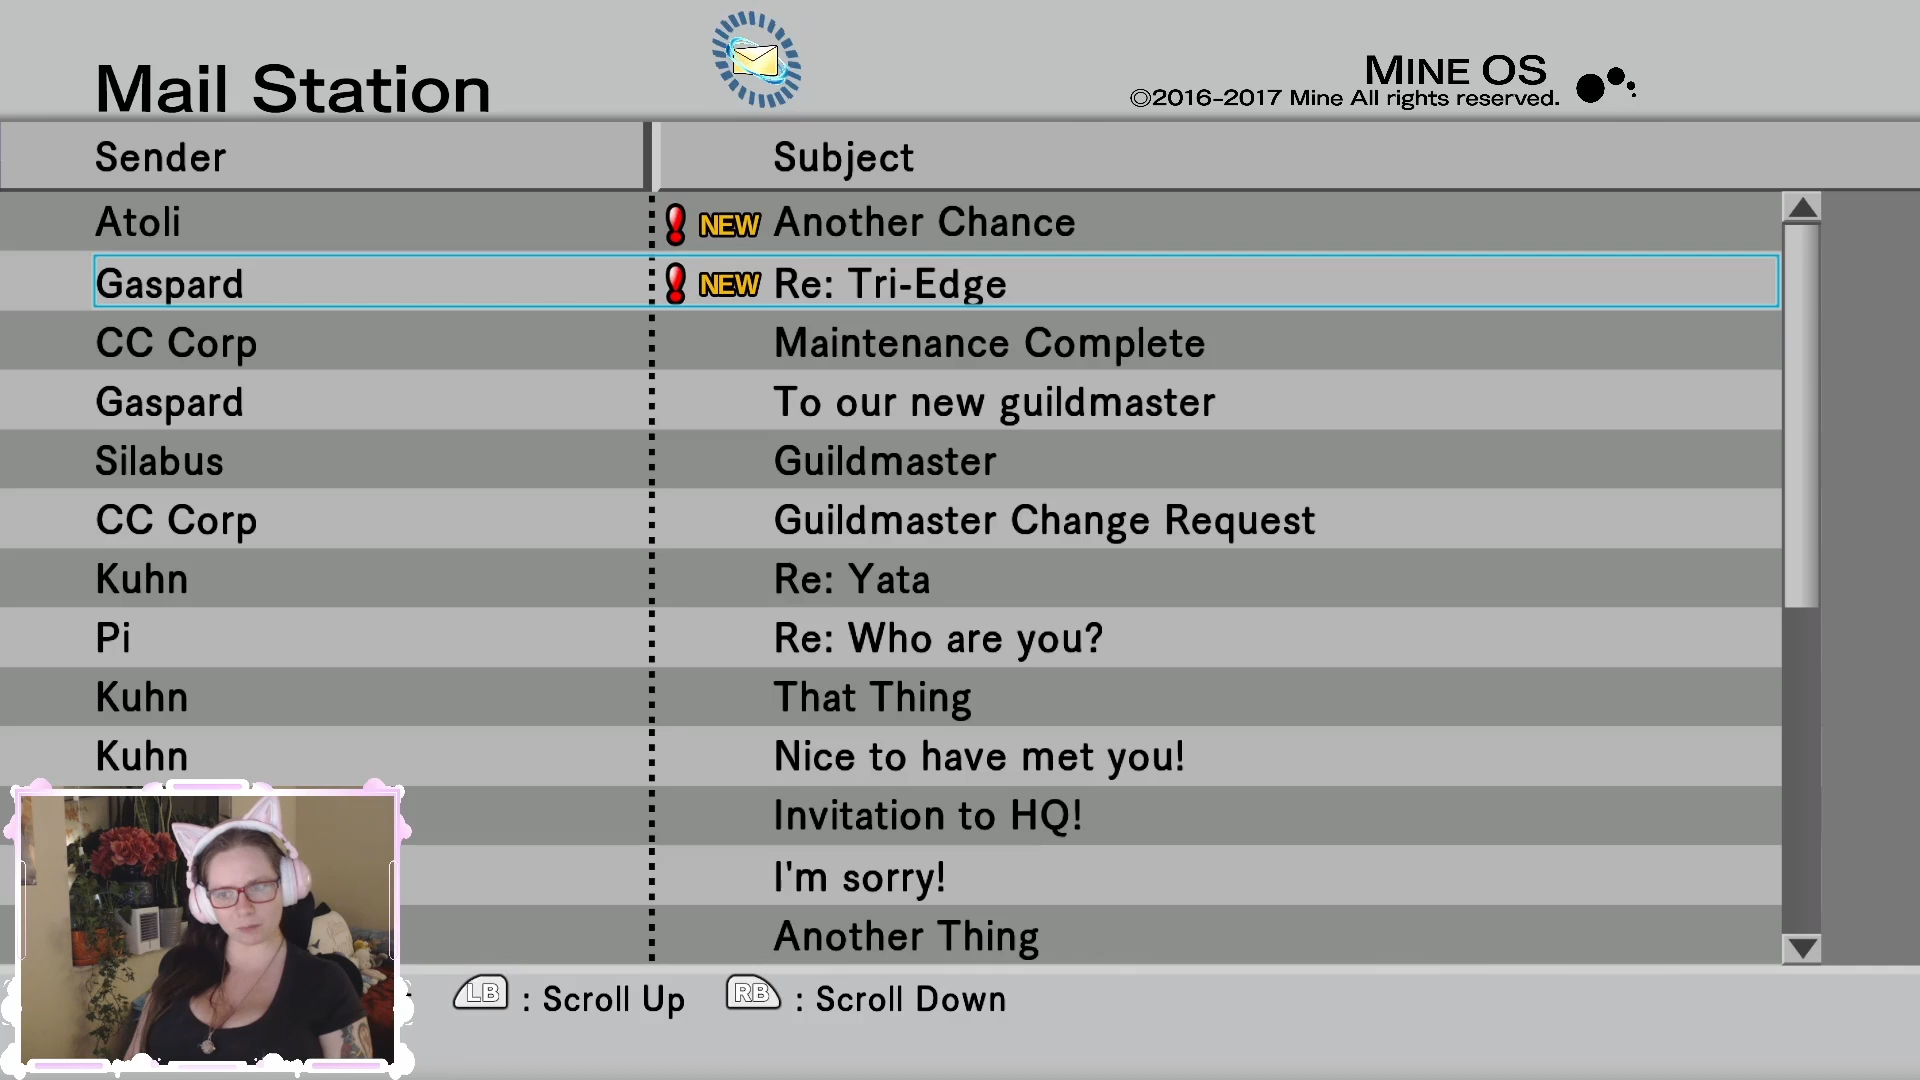 Mail Station
MINE OS
©2016-2017 Mine All rights reserved.
Sender Subject
Atoli NEW Another Chance
Gaspard NEW Re: Tri-Edge
CC Corp Maintenance Complete
Gaspard To our new guildmaster
Silabus Guildmaster
CC Corp Guildmaster Change Request
Kuhn Re: Yata
Pi Re: Who are you?
Kuhn That Thing
Kuhn Nice to have met you!
Invitation to HQ!
I'm sorry!
Another Thing
LB : Scroll Up RB : Scroll Down